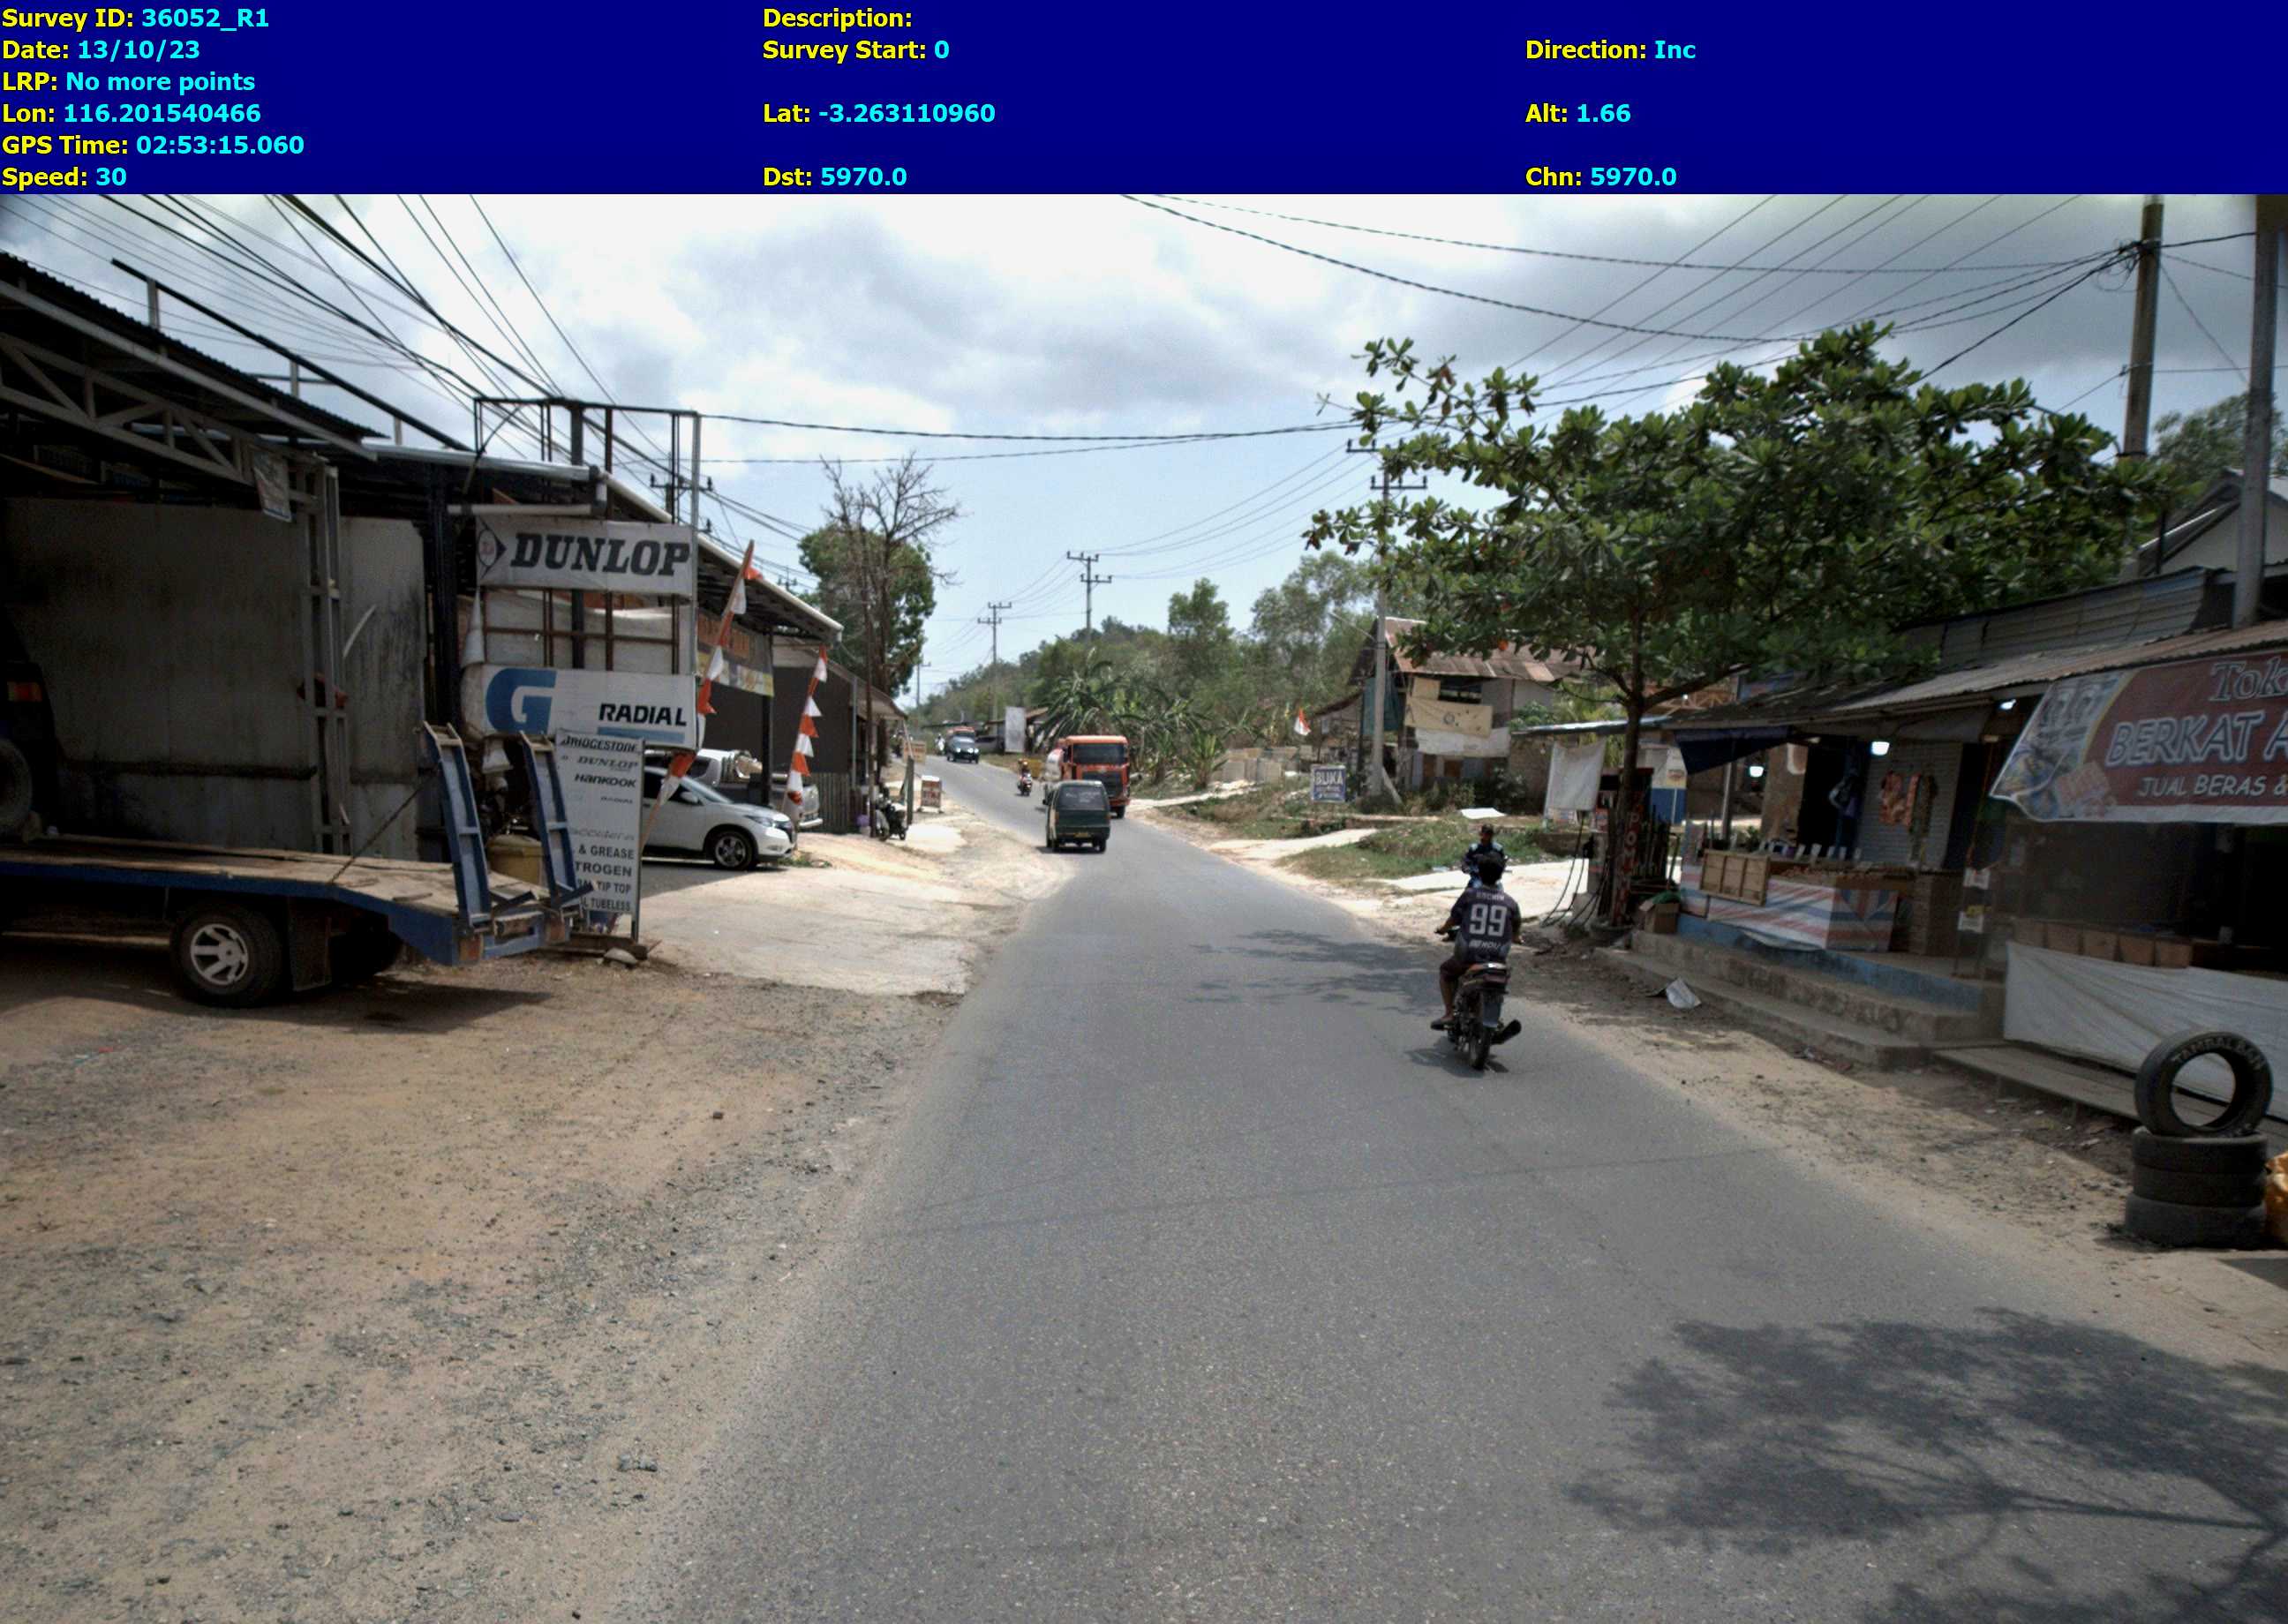 Survey ID: 36052_R1
Description:
Date: 13/10/23
Survey Start: 0
Direction: Inc
LRP: No more points
Lon: 116.201540466
Lat: -3.263110960
Alt: 1.66
GPS Time: 02:53:15.060
Speed: 30
Dst: 5970.0
Chn: 5970.0
DUNLOP
G RADIAL
BRIDGESTONE
DUNLOP
HANKOOK
& GREASE
TROGEN
TIP TOP
TUBELESS
BUKA
99
Tok
BERKAT A
JUAL BERAS &